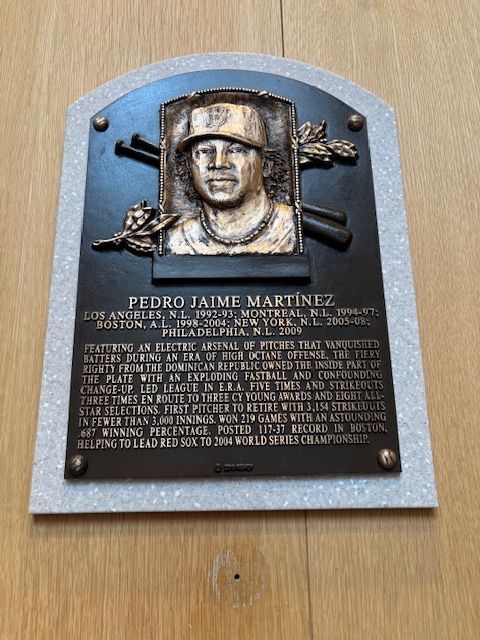 B
PEDRO JAIME MARTÍNEZ
LOS ANGELES, N.L. 1992-93; MONTREAL, N.L. 1994-97;
BOSTON, A.L. 1998-2004; NEW YORK, N.L. 2005-08;
PHILADELPHIA, N.L. 2009
FEATURING AN ELECTRIC ARSENAL OF PITCHES THAT VANQUISHED
BATTERS DURING AN ERA OF HIGH OCTANE OFFENSE. THE FIERY
RIGHTY FROM THE DOMINICAN REPUBLIC OWNED THE INSIDE PART OF
THE PLATE WITH AN EXPLODING FASTBALL AND CONFOUNDING
CHANGE-UP. LED LEAGUE IN E.R.A. FIVE TIMES AND STRIKEOUTS
THREE TIMES EN ROUTE TO THREE CY YOUNG AWARDS AND EIGHT ALL-
STAR SELECTIONS. FIRST PITCHER TO RETIRE WITH 3,154 STRIKEOUTS
IN FEWER THAN 3,000 INNINGS. WON 219 GAMES WITH AN ASTOUNDING
.687 WINNING PERCENTAGE. POSTED 117-37 RECORD IN BOSTON,
HELPING TO LEAD RED SOX TO 2004 WORLD SERIES CHAMPIONSHIP.